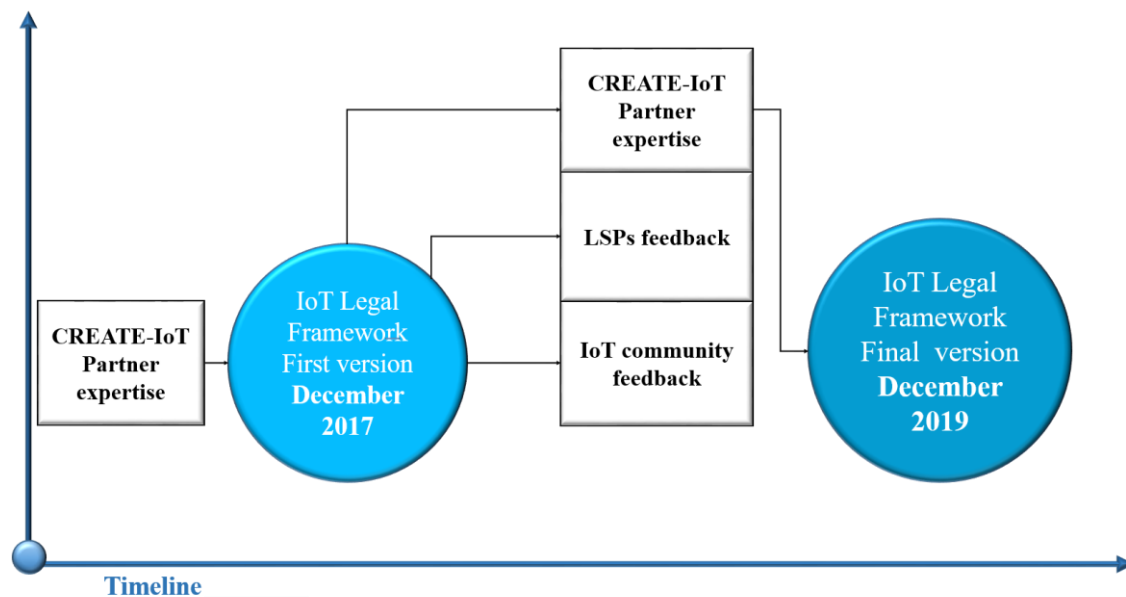 CREATE-IoT
Partner
expertise
IoT Legal
Framework
First version
December
2017
CREATE-IoT
Partner
expertise
LSPs feedback
IoT community
feedback
IoT Legal
Framework
Final version
December
2019
Timeline